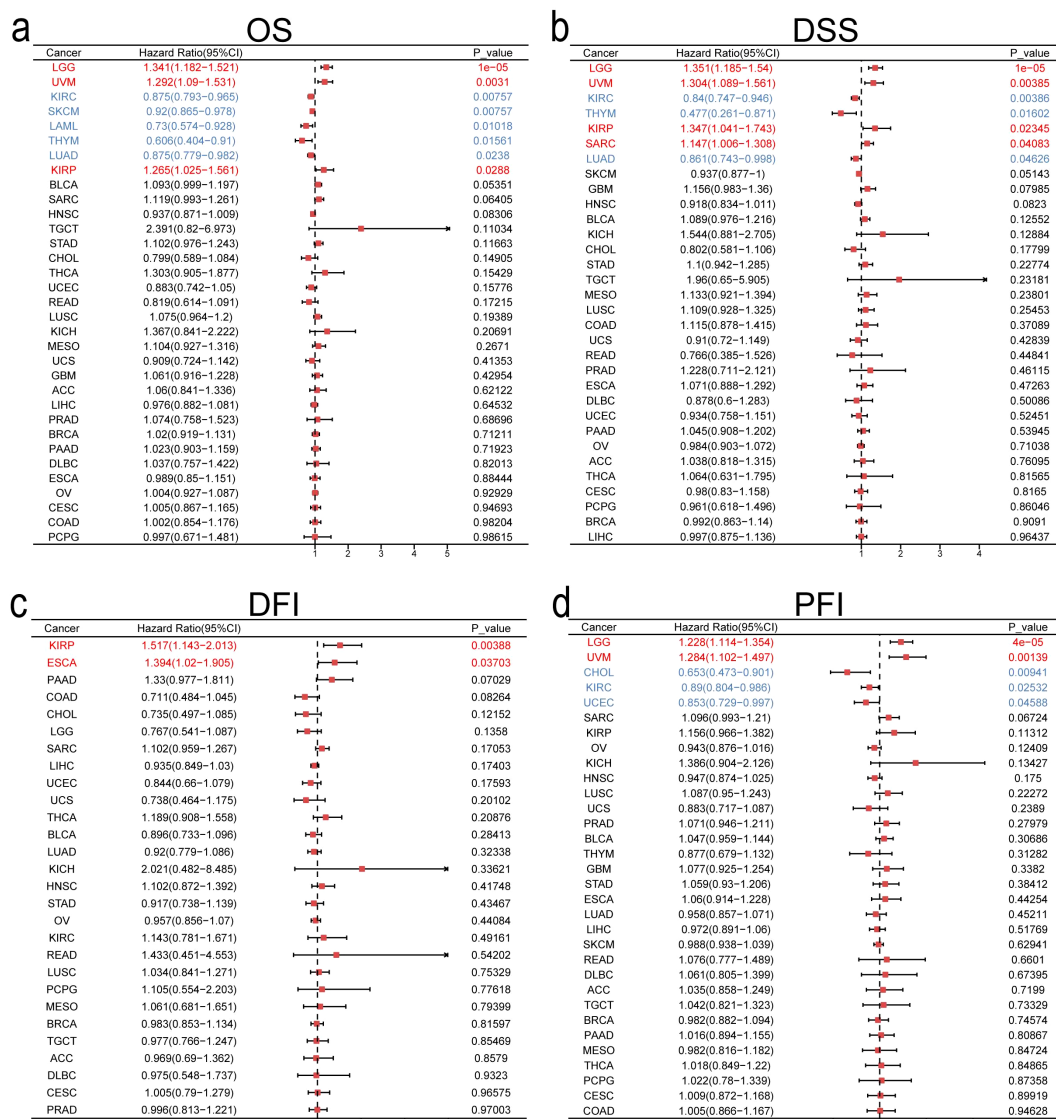 a
OS
Cancer Hazard Ratio(95%CI) P_value
LGG 1.341(1.182−1.521) 1e−05
UVM 1.292(1.09−1.531) 0.0031
KIRC 0.875(0.793−0.965) 0.00757
SKCM 0.92(0.865−0.978) 0.00757
LAML 0.73(0.574−0.928) 0.01018
THYM 0.606(0.404−0.91) 0.01561
LUAD 0.875(0.779−0.982) 0.0238
KIRP 1.265(1.025−1.561) 0.0288
BLCA 1.093(0.999−1.197) 0.05351
SARC 1.119(0.993−1.261) 0.06405
HNSC 0.937(0.871−1.009) 0.08306
TGCT 2.391(0.82−6.973) 0.11034
STAD 1.102(0.976−1.243) 0.11663
CHOL 0.799(0.589−1.084) 0.14905
THCA 1.303(0.905−1.877) 0.15429
UCEC 0.883(0.742−1.05) 0.15776
READ 0.819(0.614−1.091) 0.17215
LUSC 1.075(0.964−1.2) 0.19389
KICH 1.367(0.841−2.222) 0.20691
MESO 1.104(0.927−1.316) 0.2671
UCS 0.909(0.724−1.142) 0.41353
GBM 1.061(0.916−1.228) 0.42954
ACC 1.06(0.841−1.336) 0.62122
LIHC 0.976(0.882−1.081) 0.64532
PRAD 1.074(0.758−1.523) 0.68696
BRCA 1.02(0.919−1.131) 0.71211
PAAD 1.023(0.903−1.159) 0.71923
DLBC 1.037(0.757−1.422) 0.82013
ESCA 0.989(0.85−1.151) 0.88444
OV 1.004(0.927−1.087) 0.92929
CESC 1.005(0.867−1.165) 0.94693
COAD 1.002(0.854−1.176) 0.98204
PCPG 0.997(0.671−1.481) 0.98615
1 2 3 4 5
b
DSS
Cancer Hazard Ratio(95%CI) P_value
LGG 1.351(1.185−1.54) 1e−05
UVM 1.304(1.089−1.561) 0.00385
KIRC 0.84(0.747−0.946) 0.00386
THYM 0.477(0.261−0.871) 0.01602
KIRP 1.347(1.041−1.743) 0.02345
SARC 1.147(1.006−1.308) 0.04083
LUAD 0.861(0.743−0.998) 0.04626
SKCM 0.937(0.877−1) 0.05143
GBM 1.156(0.983−1.36) 0.07985
HNSC 0.918(0.834−1.011) 0.0823
BLCA 1.089(0.976−1.216) 0.12552
KICH 1.544(0.881−2.705) 0.12884
CHOL 0.802(0.581−1.106) 0.17799
STAD 1.1(0.942−1.285) 0.22774
TGCT 1.96(0.65−5.905) 0.23181
MESO 1.133(0.921−1.394) 0.23801
LUSC 1.109(0.928−1.325) 0.25453
COAD 1.115(0.878−1.415) 0.37089
UCS 0.91(0.72−1.149) 0.42839
READ 0.766(0.385−1.526) 0.44841
PRAD 1.228(0.711−2.121) 0.46115
ESCA 1.071(0.888−1.292) 0.47263
DLBC 0.878(0.6−1.283) 0.50086
UCEC 0.934(0.758−1.151) 0.52451
PAAD 1.045(0.908−1.202) 0.53945
OV 0.984(0.903−1.072) 0.71038
ACC 1.038(0.818−1.315) 0.76095
THCA 1.064(0.631−1.795) 0.81565
CESC 0.98(0.83−1.158) 0.8165
PCPG 0.961(0.618−1.496) 0.86046
BRCA 0.992(0.863−1.14) 0.9091
LIHC 0.997(0.875−1.136) 0.96437
1 2 3 4
c
DFI
Cancer Hazard Ratio(95%CI) P_value
KIRP 1.517(1.143−2.013) 0.00388
ESCA 1.394(1.02−1.905) 0.03703
PAAD 1.33(0.977−1.811) 0.07029
COAD 0.711(0.484−1.045) 0.08264
CHOL 0.735(0.497−1.085) 0.12152
LGG 0.767(0.541−1.087) 0.1358
SARC 1.102(0.959−1.267) 0.17053
LIHC 0.935(0.849−1.03) 0.17403
UCEC 0.844(0.66−1.079) 0.17593
UCS 0.738(0.464−1.175) 0.20102
THCA 1.189(0.908−1.558) 0.20876
BLCA 0.896(0.733−1.096) 0.28413
LUAD 0.92(0.779−1.086) 0.32338
KICH 2.021(0.482−8.485) 0.33621
HNSC 1.102(0.872−1.392) 0.41748
STAD 0.917(0.738−1.139) 0.43467
OV 0.957(0.856−1.07) 0.44084
KIRC 1.143(0.781−1.671) 0.49161
READ 1.433(0.451−4.553) 0.54202
LUSC 1.034(0.841−1.271) 0.75329
PCPG 1.105(0.554−2.203) 0.77618
MESO 1.061(0.681−1.651) 0.79399
BRCA 0.983(0.853−1.134) 0.81597
TGCT 0.977(0.766−1.247) 0.85469
ACC 0.969(0.69−1.362) 0.8579
DLBC 0.975(0.548−1.737) 0.9323
CESC 1.005(0.79−1.279) 0.96575
PRAD 0.996(0.813−1.221) 0.97003
d
PFI
Cancer Hazard Ratio(95%CI) P_value
LGG 1.228(1.114−1.354) 4e−05
UVM 1.284(1.102−1.497) 0.00139
CHOL 0.653(0.473−0.901) 0.00941
KIRC 0.89(0.804−0.986) 0.02532
UCEC 0.853(0.729−0.997) 0.04588
SARC 1.096(0.993−1.21) 0.06724
KIRP 1.156(0.966−1.382) 0.11312
OV 0.943(0.876−1.016) 0.12409
KICH 1.386(0.904−2.126) 0.13427
HNSC 0.947(0.874−1.025) 0.175
LUSC 1.087(0.95−1.243) 0.22272
UCS 0.883(0.717−1.087) 0.2389
PRAD 1.071(0.946−1.211) 0.27979
BLCA 1.047(0.959−1.144) 0.30686
THYM 0.877(0.679−1.132) 0.31282
GBM 1.077(0.925−1.254) 0.3382
STAD 1.059(0.93−1.206) 0.38412
ESCA 1.06(0.914−1.228) 0.44254
LUAD 0.958(0.857−1.071) 0.45211
LIHC 0.972(0.891−1.06) 0.51769
SKCM 0.988(0.938−1.039) 0.62941
READ 1.076(0.777−1.489) 0.6601
DLBC 1.061(0.805−1.399) 0.67395
ACC 1.035(0.858−1.249) 0.7199
TGCT 1.042(0.821−1.323) 0.73329
BRCA 0.982(0.882−1.094) 0.74574
PAAD 1.016(0.894−1.155) 0.80867
MESO 0.982(0.816−1.182) 0.84724
THCA 1.018(0.849−1.22) 0.84865
PCPG 1.022(0.78−1.339) 0.87358
CESC 1.009(0.872−1.168) 0.89919
COAD 1.005(0.866−1.167) 0.94628